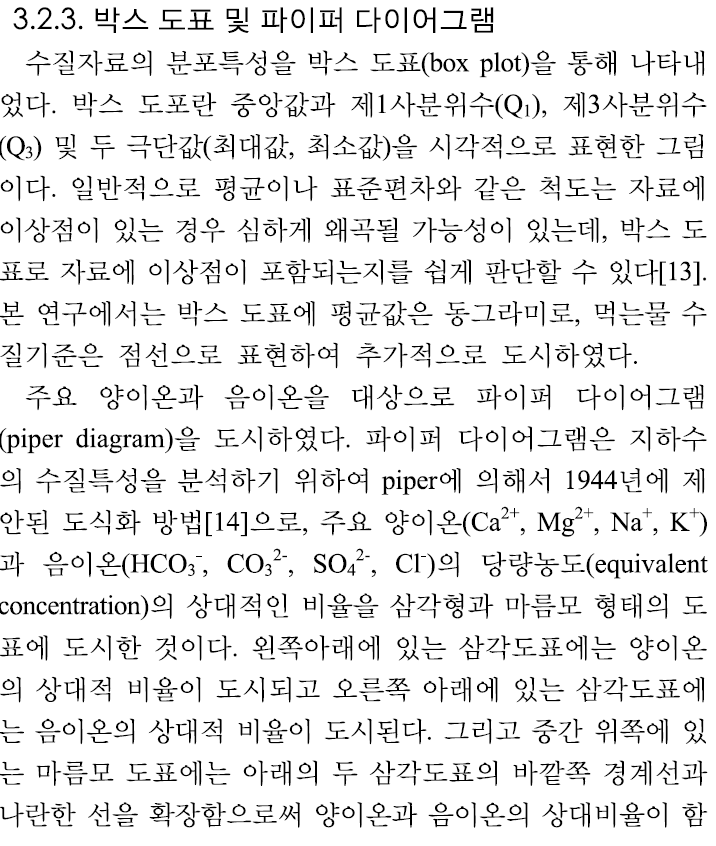 3.2.3. 박스 도표 및 파이퍼 다이어그램
수질자료의 분포특성을 박스 도표(box plot)을 통해 나타내
었다. 박스 도포란 중앙값과 제1사분위수(Q₁), 제3사분위수
(Q₃) 및 두 극단값(최대값, 최소값)을 시각적으로 표현한 그림
이다. 일반적으로 평균이나 표준편차와 같은 척도는 자료에
이상점이 있는 경우 심하게 왜곡될 가능성이 있는데, 박스 도
표로 자료에 이상점이 포함되는지를 쉽게 판단할 수 있다[13].
본 연구에서는 박스 도표에 평균값은 동그라미로, 먹는물 수
질기준은 점선으로 표현하여 추가적으로 도시하였다.
주요 양이온과 음이온을 대상으로 파이퍼 다이어그램
(piper diagram)을 도시하였다. 파이퍼 다이어그램은 지하수
의 수질특성을 분석하기 위하여 piper에 의해서 1944년에 제
안된 도식화 방법[14]으로, 주요 양이온(Ca²⁺, Mg²⁺, Na⁺, K⁺)
과 음이온(HCO₃⁻, CO₃²⁻, SO₄²⁻, Cl⁻)의 당량농도(equivalent
concentration)의 상대적인 비율을 삼각형과 마름모 형태의 도
표에 도시한 것이다. 왼쪽아래에 있는 삼각도표에는 양이온
의 상대적 비율이 도시되고 오른쪽 아래에 있는 삼각도표에
는 음이온의 상대적 비율이 도시된다. 그리고 중간 위쪽에 있
는 마름모 도표에는 아래의 두 삼각도표의 바깥쪽 경계선과
나란한 선을 확장함으로써 양이온과 음이온의 상대비율이 함